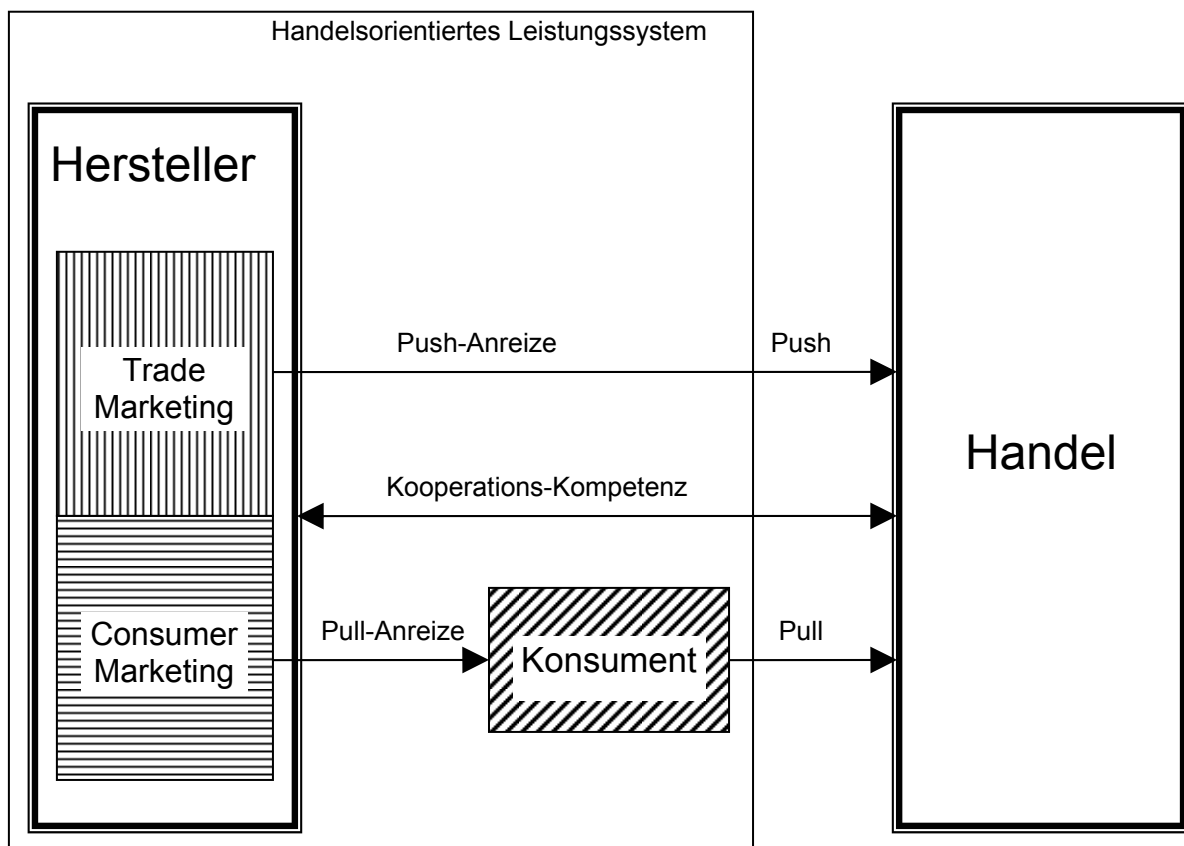 Handelsorientiertes Leistungssystem
Hersteller
Push-Anreize
Push
Trade
Marketing
Handel
Kooperations-Kompetenz
Consumer
Marketing
Pull-Anreize
Konsument
Pull